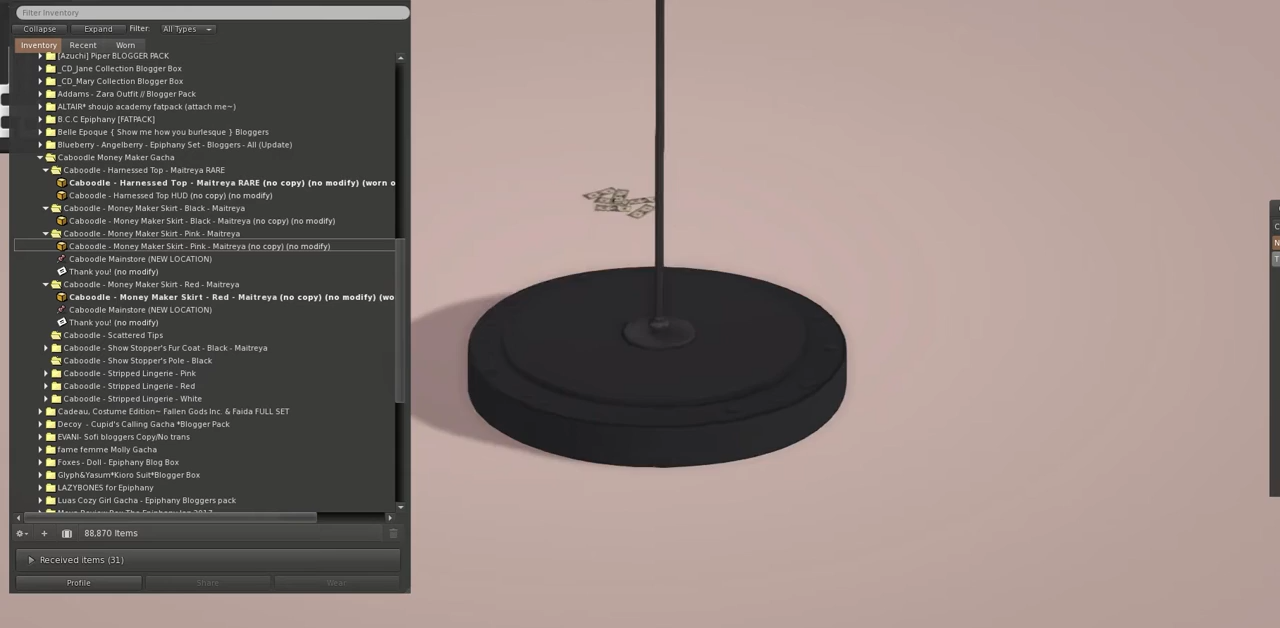 Filter Inventory
Collapse Expand Filter: All Types
Inventory Recent Worn
[Azuchi] Piper BLOGGER PACK
_CD_Jane Collection Blogger Box
_CD_Mary Collection Blogger Box
Addams - Zara Outfit // Blogger Pack
ALTAIR* shoujo academy fatpack (attach me~)
B.C.C Epiphany [FATPACK]
Belle Epoque { Show me how you burlesque } Bloggers
Blueberry - Angelberry - Epiphany Set - Bloggers - All (Update)
Caboodle Money Maker Gacha
Caboodle - Harnessed Top - Maitreya RARE
Caboodle - Harnessed Top - Maitreya RARE (no copy) (no modify) (worn o
Caboodle - Harnessed Top HUD (no copy) (no modify)
Caboodle - Money Maker Skirt - Black - Maitreya
Caboodle - Money Maker Skirt - Black - Maitreya (no copy) (no modify)
Caboodle - Money Maker Skirt - Pink - Maitreya
Caboodle - Money Maker Skirt - Pink - Maitreya (no copy) (no modify)
Caboodle Mainstore (NEW LOCATION)
Thank you! (no modify)
Caboodle - Money Maker Skirt - Red - Maitreya
Caboodle - Money Maker Skirt - Red - Maitreya (no copy) (no modify) (wo
Caboodle Mainstore (NEW LOCATION)
Thank you! (no modify)
Caboodle - Scattered Tips
Caboodle - Show Stopper's Fur Coat - Black - Maitreya
Caboodle - Show Stopper's Pole - Black
Caboodle - Stripped Lingerie - Pink
Caboodle - Stripped Lingerie - Red
Caboodle - Stripped Lingerie - White
Cadeau, Costume Edition~ Fallen Gods Inc. & Faida FULL SET
Decoy - Cupid's Calling Gacha *Blogger Pack
EVANI- Sofi bloggers Copy/No trans
fame femme Molly Gacha
Foxes - Doll - Epiphany Blog Box
Glyph&Yasum*Kioro Suit*Blogger Box
LAZYBONES for Epiphany
Luas Cozy Girl Gacha - Epiphany Bloggers pack
88,870 Items
Received items (31)
Profile Share Wear